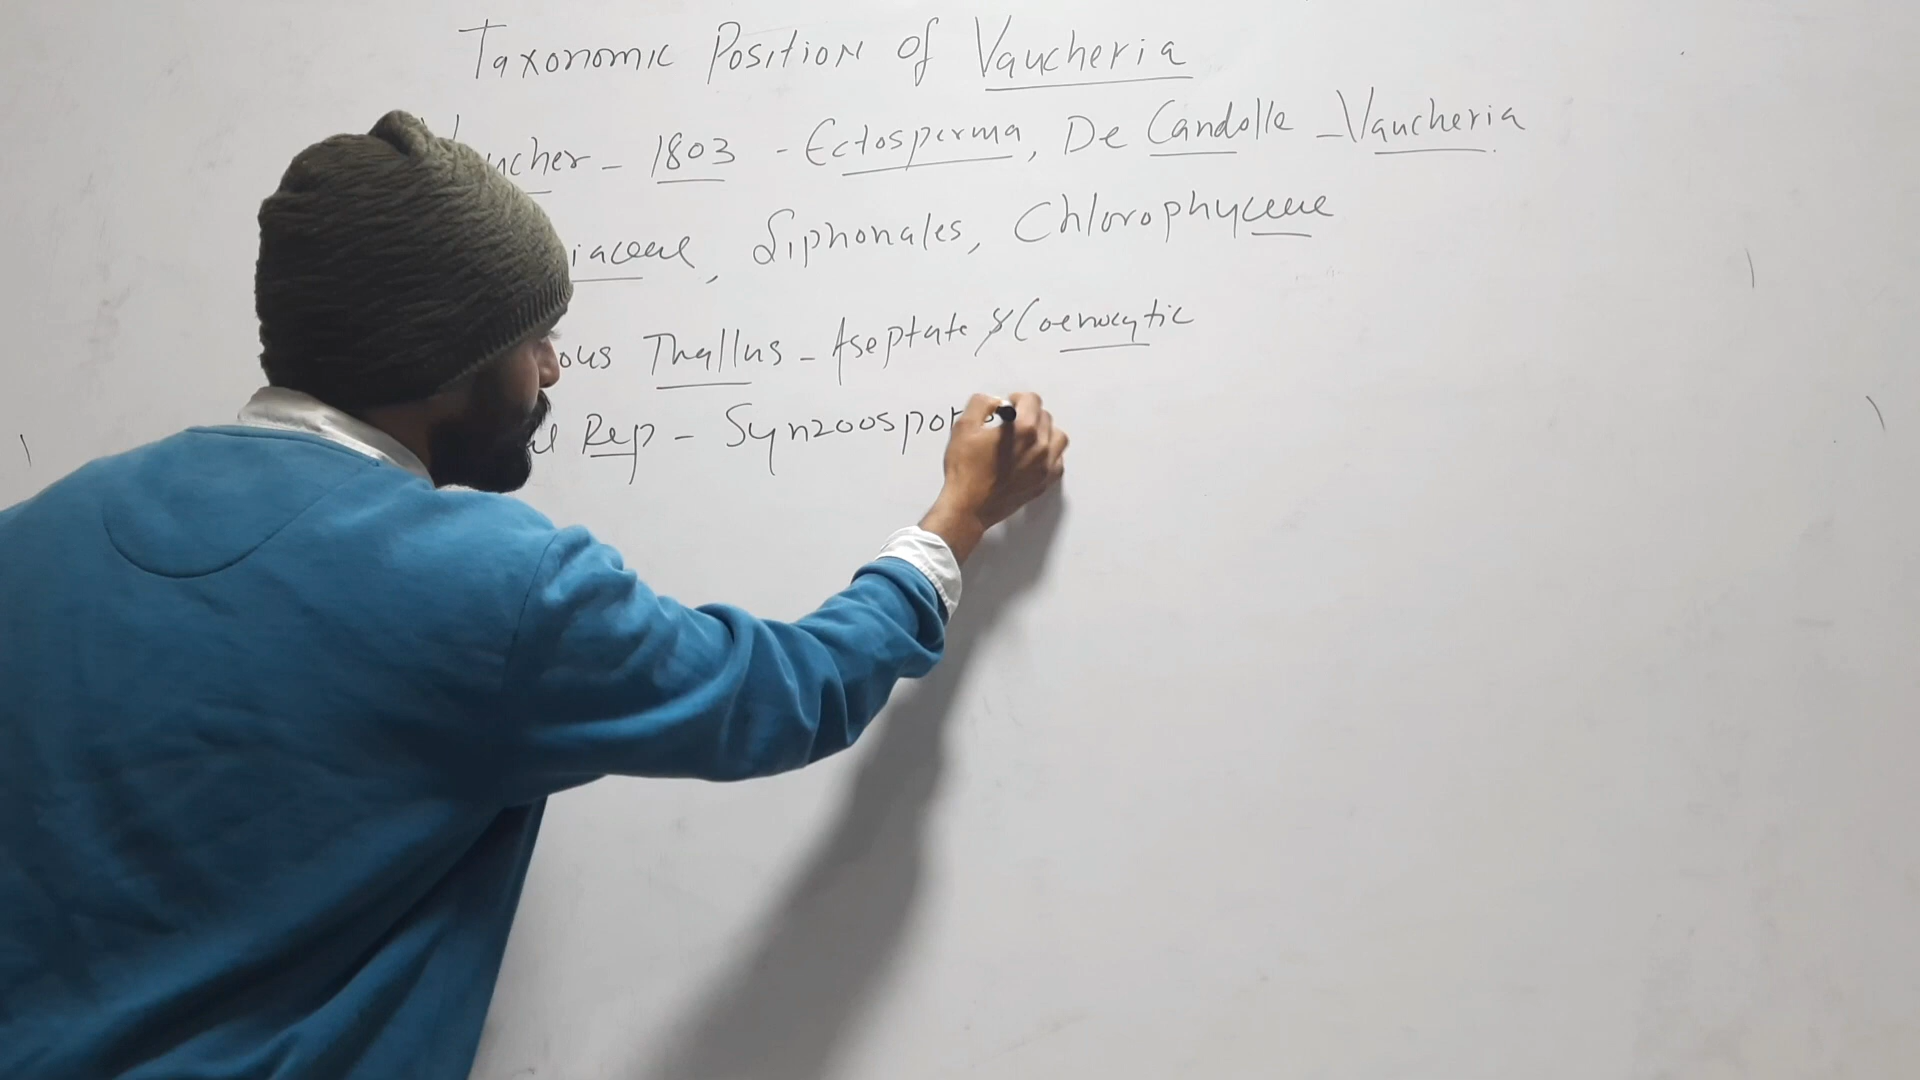 Taxonomic Position of Vaucheria
ucher - 1803 - Ectosperma, De Candolle - Vaucheria
iaceae, Siphonales, Chlorophyceae
ous Thallus - Aseptate & Coenocytic
Rep - Synzoospor